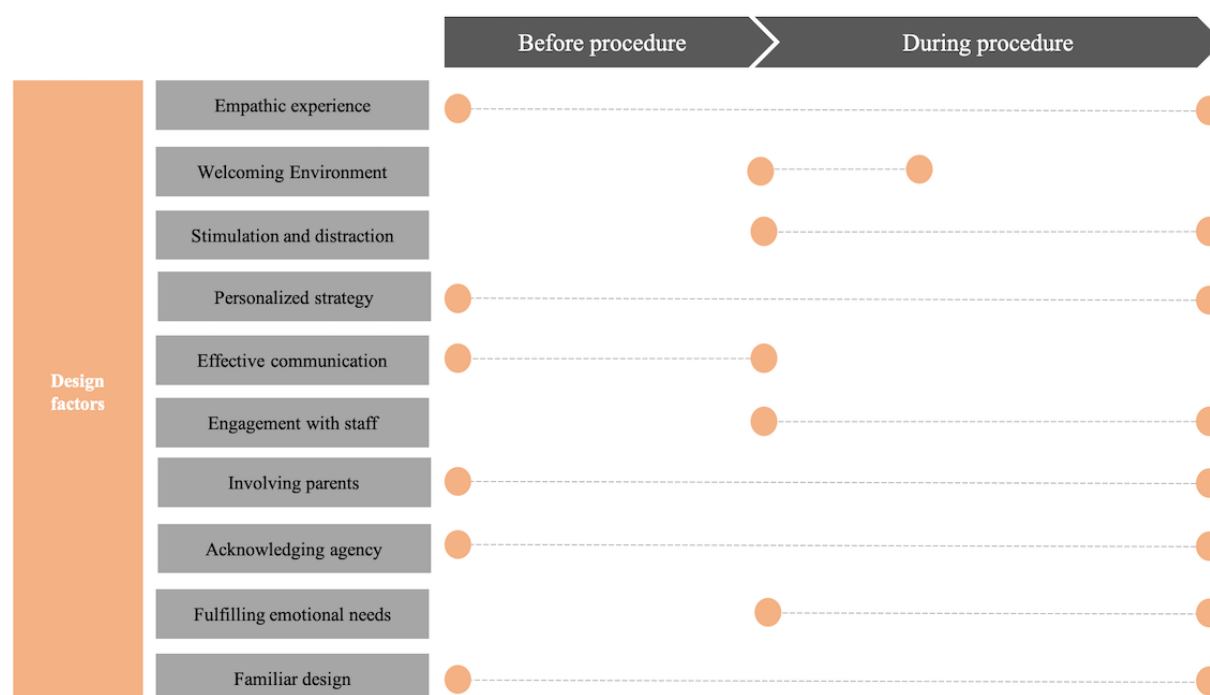 Before procedure
During procedure
Empathic experience
Welcoming Environment
Stimulation and distraction
Personalized strategy
Effective communication
Design
factors
Engagement with staff
Involving parents
Acknowledging agency
Fulfilling emotional needs
Familiar design